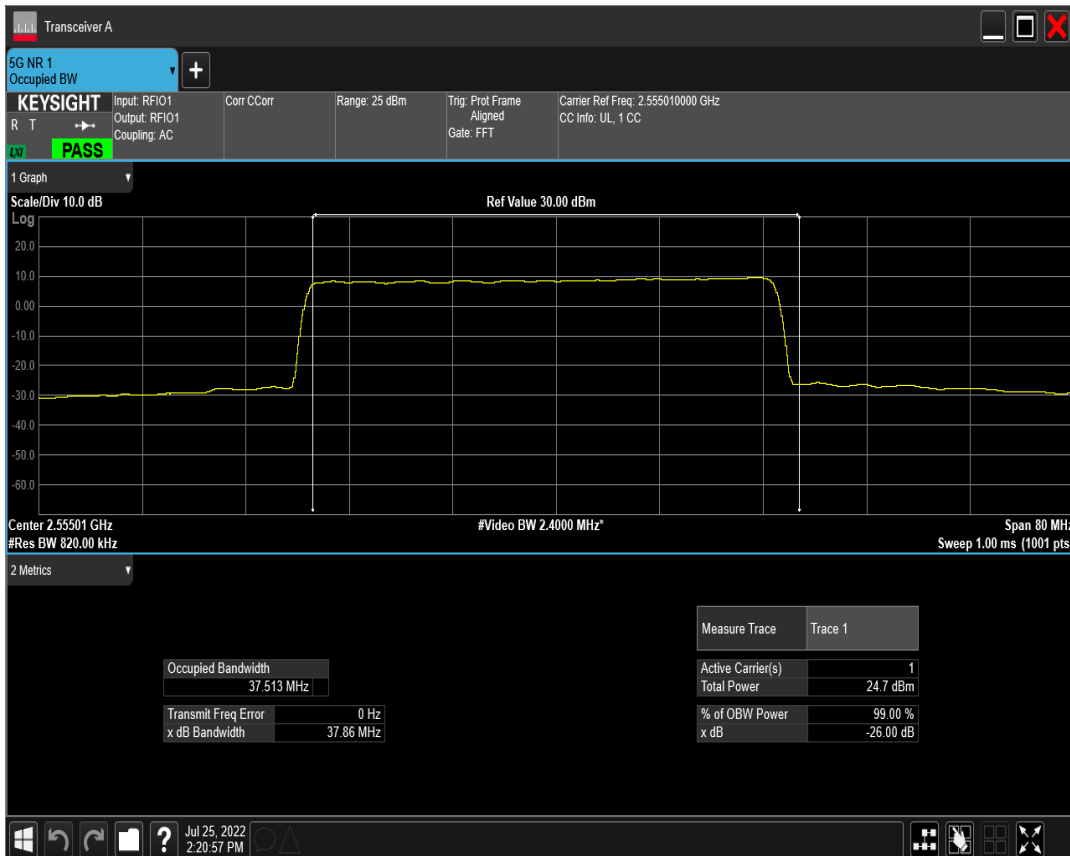 Transceiver A
5G NR 1
Occupied BW
+
KEYSIGHT
R T
LXI
PASS
Input: RFIO1
Output: RFIO1
Coupling: AC
Corr CCorr
Range: 25 dBm
Trig: Prot Frame
Aligned
Gate: FFT
Carrier Ref Freq: 2.555010000 GHz
CC Info: UL, 1 CC
1 Graph
Scale/Div 10.0 dB
Ref Value 30.00 dBm
Log
20.0
10.0
0.00
-10.0
-20.0
-30.0
-40.0
-50.0
-60.0
Center 2.55501 GHz
#Video BW 2.4000 MHz*
Span 80 MHz
#Res BW 820.00 kHz
Sweep 1.00 ms (1001 pts
2 Metrics
Measure Trace Trace 1
Occupied Bandwidth
37.513 MHz
Active Carrier(s) 1
Total Power 24.7 dBm
Transmit Freq Error 0 Hz
x dB Bandwidth 37.86 MHz
% of OBW Power 99.00 %
x dB -26.00 dB
?
Jul 25, 2022
2:20:57 PM